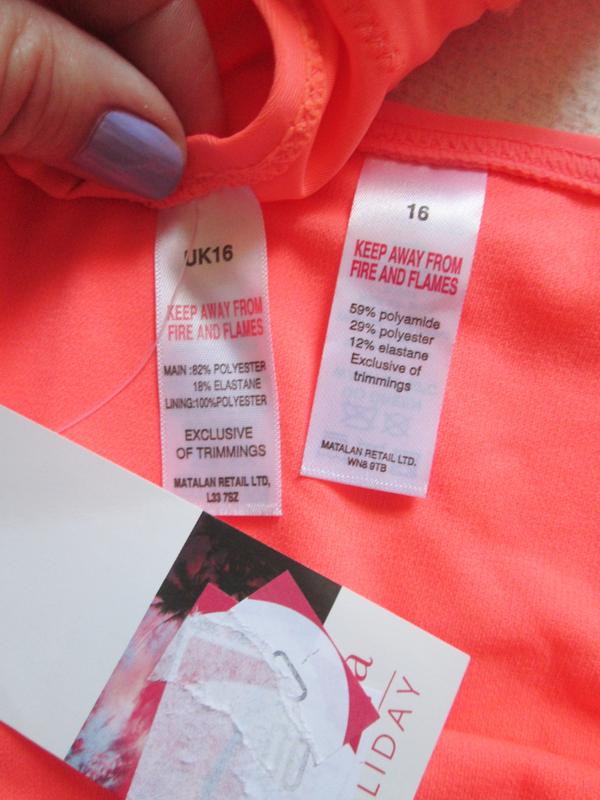 UK16
KEEP AWAY FROM
FIRE AND FLAMES
MAIN :82% POLYESTER
18% ELASTANE
LINING:100%POLYESTER
EXCLUSIVE
OF TRIMMINGS
MATALAN RETAIL LTD,
L33 7SZ
16
KEEP AWAY FROM
FIRE AND FLAMES
59% polyamide
29% polyester
12% elastane
Exclusive of
trimmings
MATALAN RETAIL LTD.
WN8 9TB
a
LIDAY